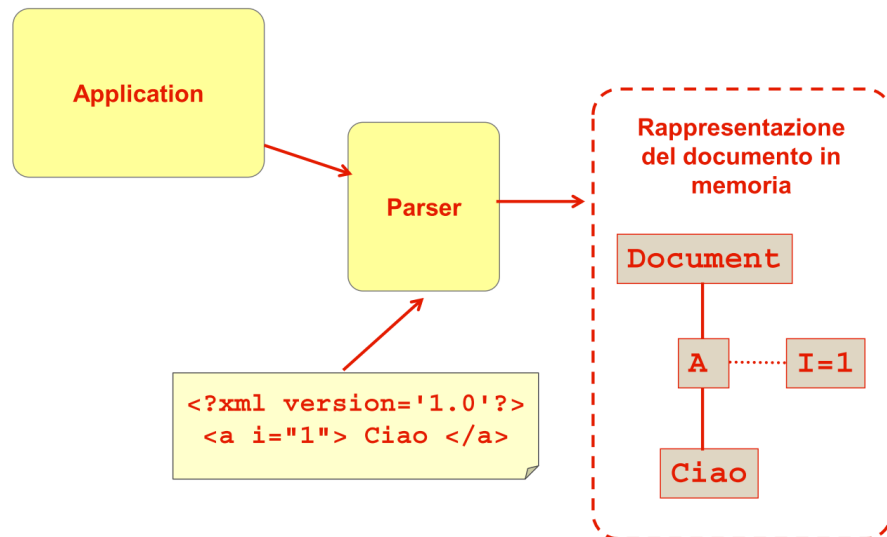 Application
Parser
<?xml version='1.0'?>
<a i="1"> Ciao </a>
Rappresentazione
del documento in
memoria
Document
A
I=1
Ciao